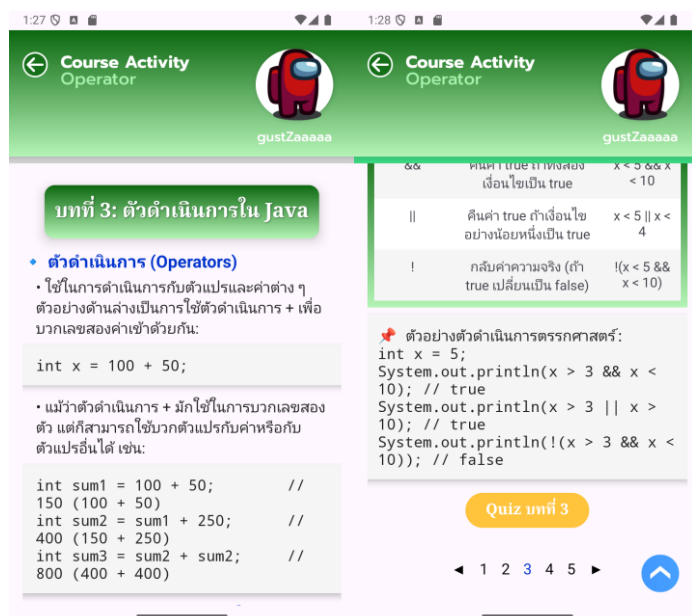 1:27
Course Activity
Operator
gustZaaaaa
บทที่ 3: ตัวดำเนินการใน Java
ตัวดำเนินการ (Operators)
• ใช้ในการดำเนินการกับตัวแปรและค่าต่าง ๆ
ตัวอย่างด้านล่างเป็นการใช้ตัวดำเนินการ + เพื่อ
บวกเลขสองค่าเข้าด้วยกัน:
int x = 100 + 50;
• แม้ว่าตัวดำเนินการ + มักใช้ในการบวกเลขสอง
ตัว แต่ก็สามารถใช้บวกตัวแปรกับค่าหรือกับ
ตัวแปรอื่นได้ เช่น:
int sum1 = 100 + 50; //
150 (100 + 50)
int sum2 = sum1 + 250; //
400 (150 + 250)
int sum3 = sum2 + sum2; //
800 (400 + 400)
1:28
Course Activity
Operator
gustZaaaaa
&& คืนค่า true ถ้าทั้งสอง x < 5 && x
เงื่อนไขเป็น true < 10
|| คืนค่า true ถ้าเงื่อนไข x < 5 || x <
อย่างน้อยหนึ่งเป็น true 4
! กลับค่าความจริง (ถ้า !(x < 5 &&
true เปลี่ยนเป็น false) x < 10)
📌 ตัวอย่างตัวดำเนินการตรรกศาสตร์:
int x = 5;
System.out.println(x > 3 && x <
10); // true
System.out.println(x > 3 || x >
10); // true
System.out.println(!(x > 3 && x <
10)); // false
Quiz บทที่ 3
◄ 1 2 3 4 5 ►